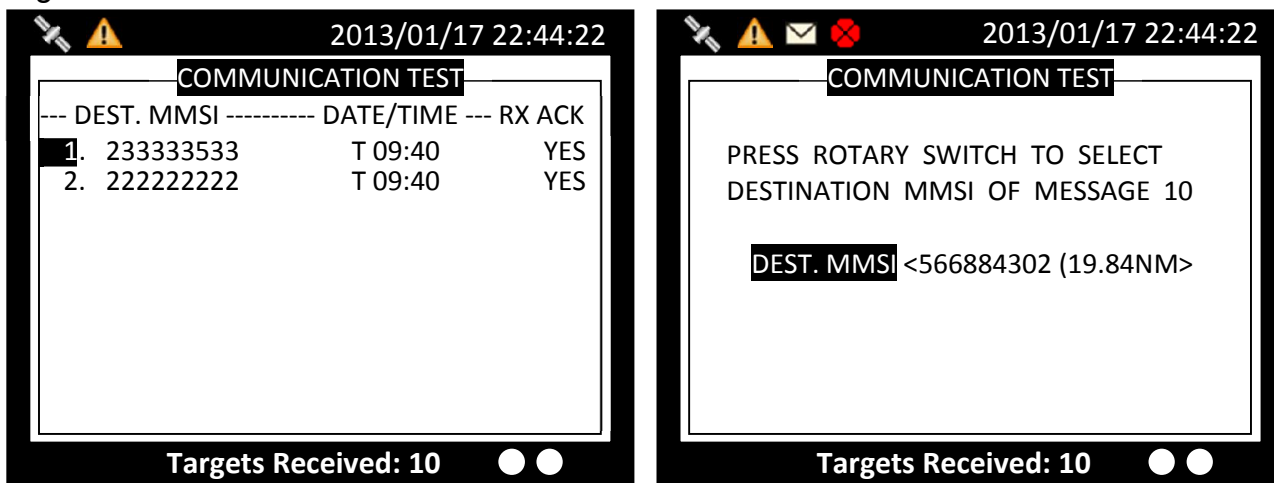 2013/01/17 22:44:22
COMMUNICATION TEST
--- DEST. MMSI ---------- DATE/TIME --- RX ACK
1. 233333533 T 09:40 YES
2. 222222222 T 09:40 YES
Targets Received: 10
2013/01/17 22:44:22
COMMUNICATION TEST
PRESS ROTARY SWITCH TO SELECT
DESTINATION MMSI OF MESSAGE 10
DEST. MMSI <566884302 (19.84NM>
Targets Received: 10